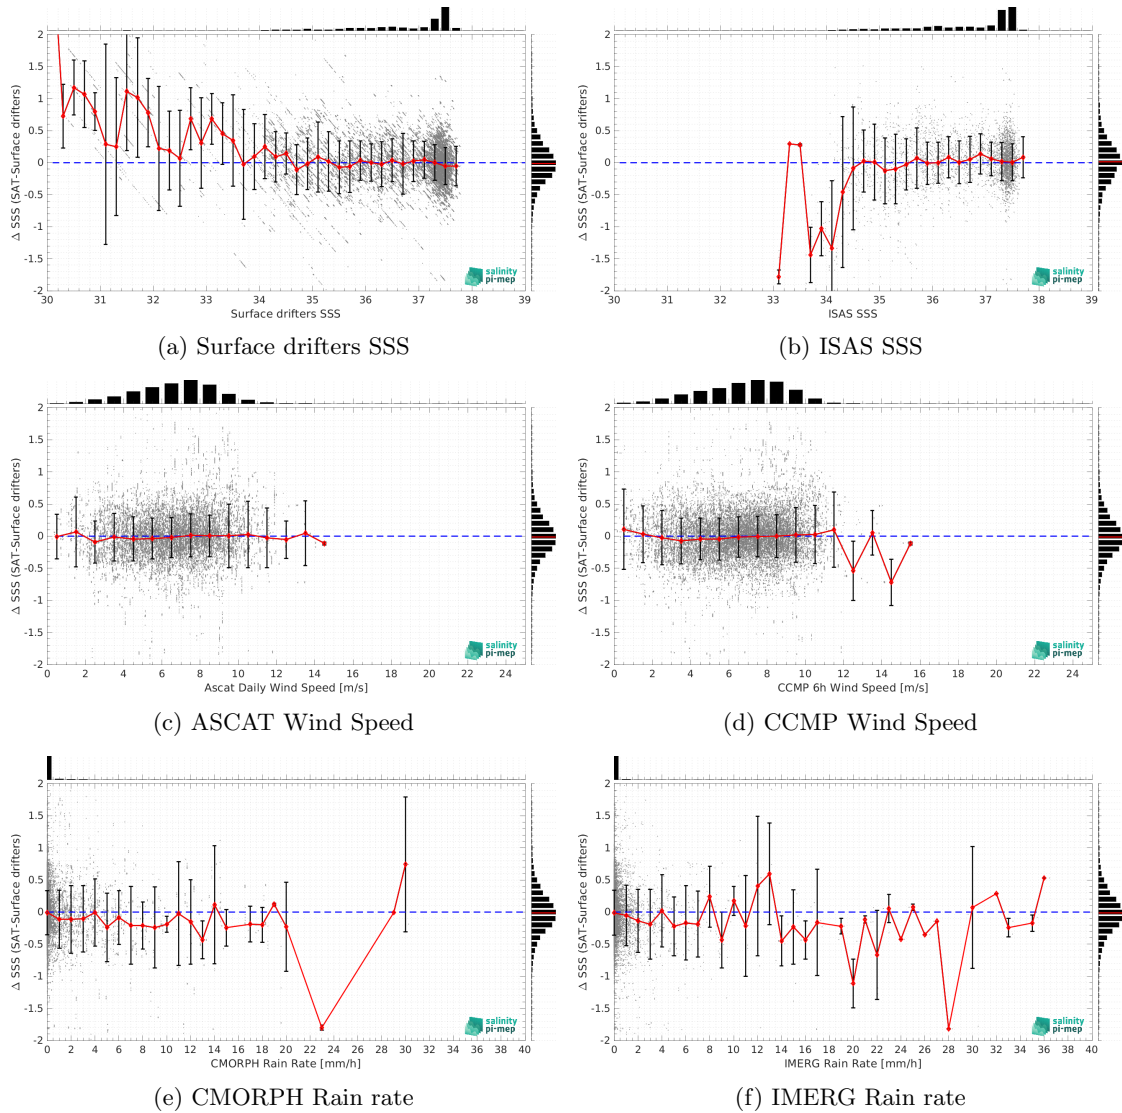 2
1.5
1
0.5
0
-0.5
-1
-1.5
-2
Δ SSS (SAT-Surface drifters)
30 31 32 33 34 35 36 37 38 39
Surface drifters SSS
salinity
pi-mep
(a) Surface drifters SSS
2
1.5
1
0.5
0
-0.5
-1
-1.5
-2
Δ SSS (SAT-Surface drifters)
30 31 32 33 34 35 36 37 38 39
ISAS SSS
salinity
pi-mep
(b) ISAS SSS
2
1.5
1
0.5
0
-0.5
-1
-1.5
-2
Δ SSS (SAT-Surface drifters)
0 2 4 6 8 10 12 14 16 18 20 22 24
Ascat Daily Wind Speed [m/s]
salinity
pi-mep
(c) ASCAT Wind Speed
2
1.5
1
0.5
0
-0.5
-1
-1.5
-2
Δ SSS (SAT-Surface drifters)
0 2 4 6 8 10 12 14 16 18 20 22 24
CCMP 6h Wind Speed [m/s]
salinity
pi-mep
(d) CCMP Wind Speed
2
1.5
1
0.5
0
-0.5
-1
-1.5
-2
Δ SSS (SAT-Surface drifters)
0 2 4 6 8 10 12 14 16 18 20 22 24 26 28 30 32 34 36 38 40
CMORPH Rain Rate [mm/h]
salinity
pi-mep
(e) CMORPH Rain rate
2
1.5
1
0.5
0
-0.5
-1
-1.5
-2
Δ SSS (SAT-Surface drifters)
0 2 4 6 8 10 12 14 16 18 20 22 24 26 28 30 32 34 36 38 40
IMERG Rain Rate [mm/h]
salinity
pi-mep
(f) IMERG Rain rate